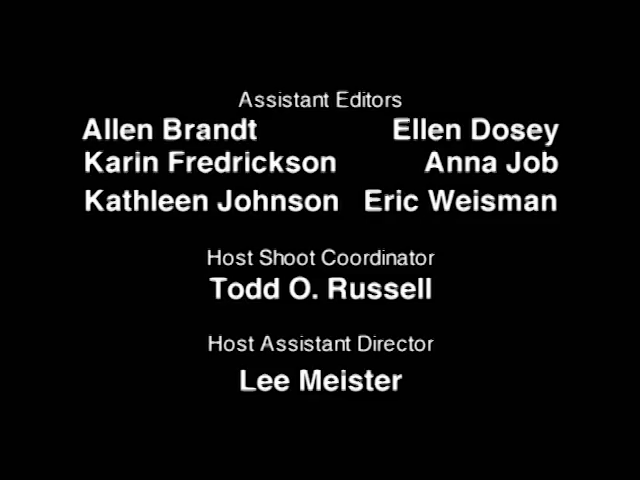 Assistant Editors
Allen Brandt Ellen Dosey
Karin Fredrickson Anna Job
Kathleen Johnson Eric Weisman
Host Shoot Coordinator
Todd O. Russell
Host Assistant Director
Lee Meister